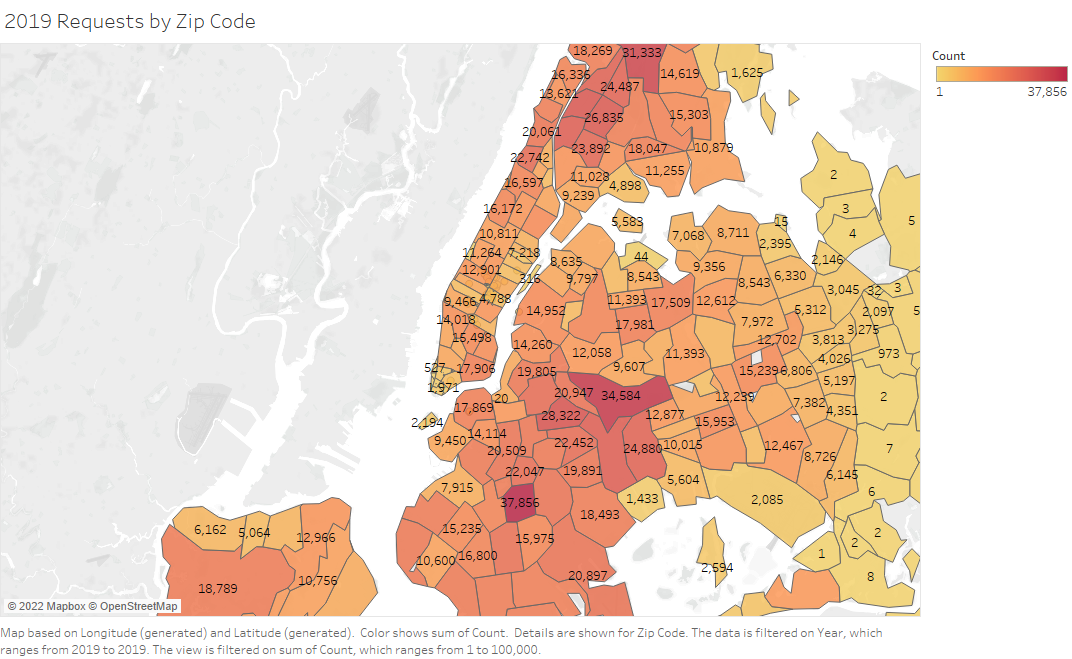 2019 Requests by Zip Code
Count
1 37,856
18,269 31,333
16,336 14,619 1,625
24,487
13,621
26,835 15,303
20,061
23,892 18,047 10,879
22,742
11,255
11,028
16,597 4,898
9,239
16,172 2
3
5,583 15 5
10,811 7,068 8,711 4
2,395
11,264 7,218 44 2,146
8,635 9,356
12,901 316 9,797 8,543 8,543 6,330
3,045 32 3
9,466 4,788 11,393 17,509 12,612
14,952 5,312 2,097 5
14,018 17,981 7,972
3,275
15,498 12,702 3,813
14,260 12,058 11,393 973
4,026
527 17,906 19,805 9,607 15,239 6,806
5,197
1,971
20 20,947 34,584 12,239 2
17,869 7,382
4,351
28,322 12,877
2,194 15,953
14,114
9,450 22,452 24,880 10,015 12,467 7
20,509
8,726
22,047 19,891 6,145
5,604
7,915 6
37,856 1,433 2,085
18,493
6,162 5,064 15,235 2
12,966 15,975 2
10,600 16,800 1
2,594
10,756 20,897 8
18,789
© 2022 Mapbox © OpenStreetMap
Map based on Longitude (generated) and Latitude (generated).  Color shows sum of Count.  Details are shown for Zip Code. The data is filtered on Year, which
ranges from 2019 to 2019. The view is filtered on sum of Count, which ranges from 1 to 100,000.